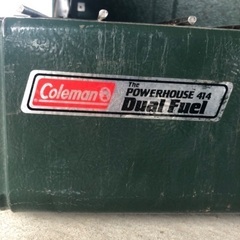 Coleman
The
POWERHOUSE 414
Dual Fuel